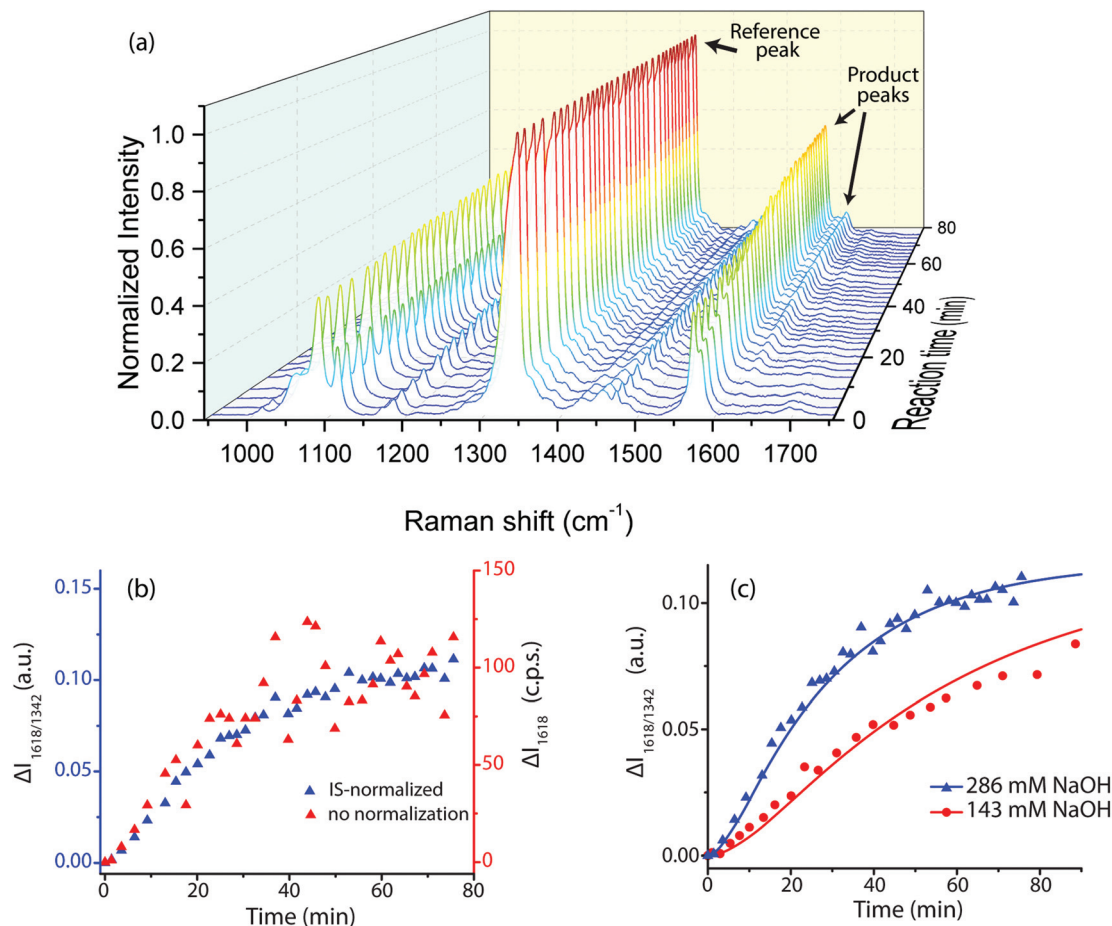 (a)
Reference
peak
Product
peaks
Normalized Intensity
1.0
0.8
0.6
0.4
0.2
0.0
1000 1100 1200 1300 1400 1500 1600 1700
0
20
40
60
80
Reaction time (min)
Raman shift (cm⁻¹)
(b)
ΔI₁₆₁₈/₁₃₄₂ (a.u.)
0.15
0.10
0.05
0.00
ΔI₁₆₁₈ (c.p.s.)
150
100
50
0
IS-normalized
no normalization
0 20 40 60 80
Time (min)
(c)
ΔI₁₆₁₈/₁₃₄₂ (a.u.)
0.10
0.05
0.00
286 mM NaOH
143 mM NaOH
0 20 40 60 80
Time (min)